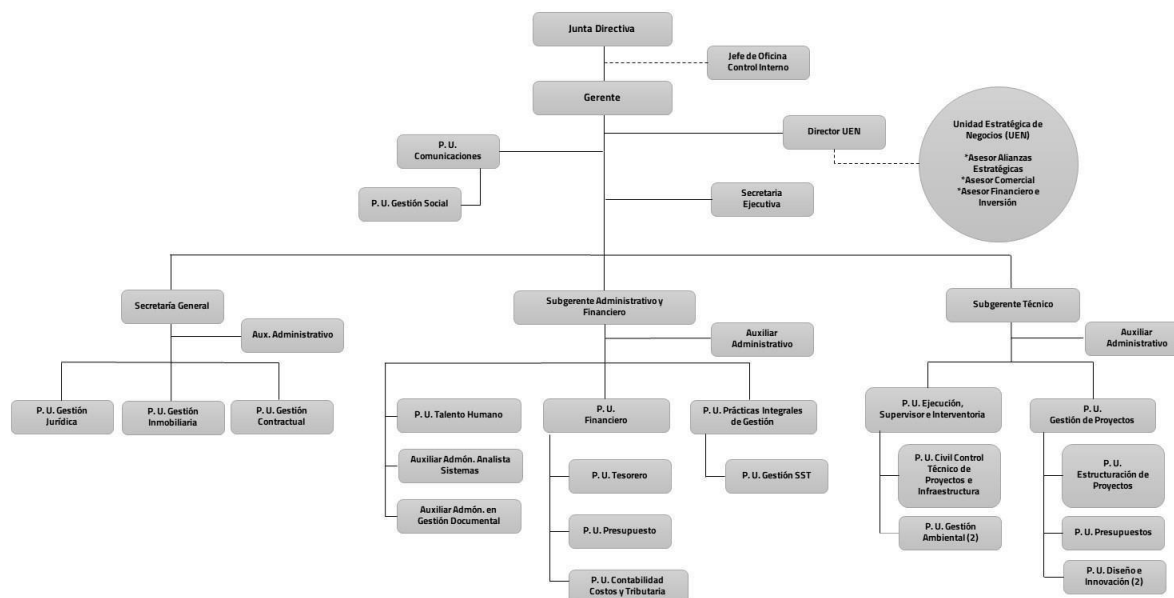 Junta Directiva
Jefe de Oficina
Control Interno
Gerente
Director UEN
Unidad Estratégica de
Negocios (UEN)
*Asesor Alianzas
Estratégicas
*Asesor Comercial
*Asesor Financiero e
Inversión
P. U.
Comunicaciones
P. U. Gestión Social
Secretaria
Ejecutiva
Secretaría General
Subgerente Administrativo y
Financiero
Subgerente Técnico
Aux. Administrativo
Auxiliar
Administrativo
Auxiliar
Administrativo
P. U. Gestión
Jurídica
P. U. Gestión
Inmobiliaria
P. U. Gestión
Contractual
P. U. Talento Humano
Auxiliar Admón. Analista
Sistemas
Auxiliar Admón. en
Gestión Documental
P. U.
Financiero
P. U. Tesorero
P. U. Presupuesto
P. U. Contabilidad
Costos y Tributaria
P. U. Prácticas Integrales
de Gestión
P. U. Gestión SST
P. U. Ejecución,
Supervisor e Interventoria
P. U. Civil Control
Técnico de
Proyectos e
Infraestructura
P. U. Gestión
Ambiental (2)
P. U.
Gestión de Proyectos
P. U.
Estructuración de
Proyectos
P. U. Presupuestos
P. U. Diseño e
Innovación (2)